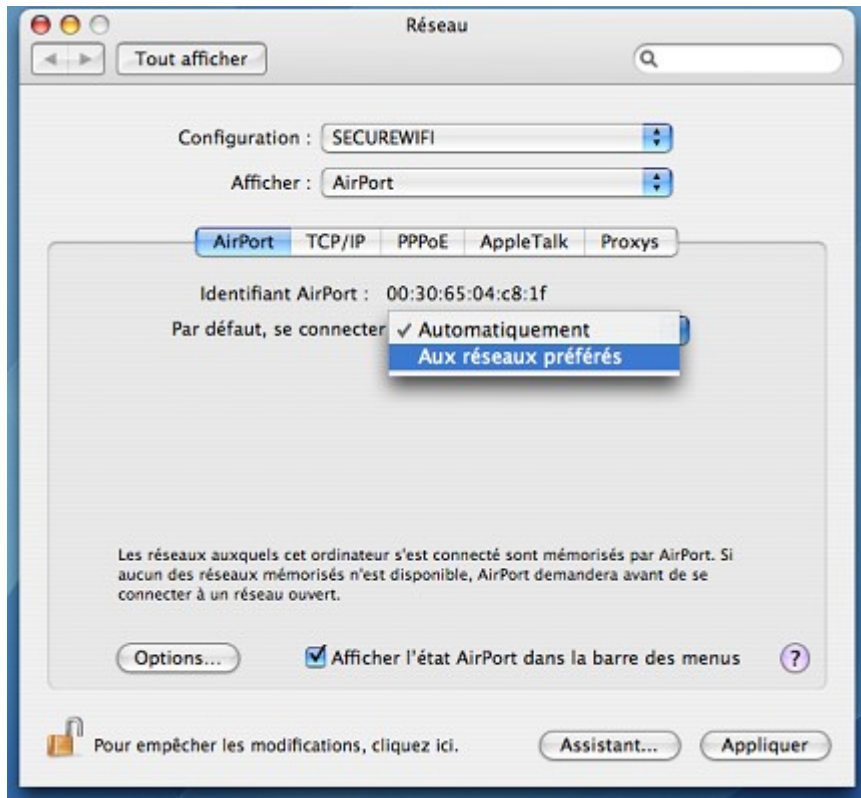 Réseau
Tout afficher
Configuration : SECUREWIFI
Afficher : AirPort
AirPort TCP/IP PPPoE AppleTalk Proxys
Identifiant AirPort : 00:30:65:04:c8:1f
Par défaut, se connecter ✓ Automatiquement
Aux réseaux préférés
Les réseaux auxquels cet ordinateur s'est connecté sont mémorisés par AirPort. Si
aucun des réseaux mémorisés n'est disponible, AirPort demandera avant de se
connecter à un réseau ouvert.
Options... Afficher l'état AirPort dans la barre des menus ?
Pour empêcher les modifications, cliquez ici. Assistant... Appliquer